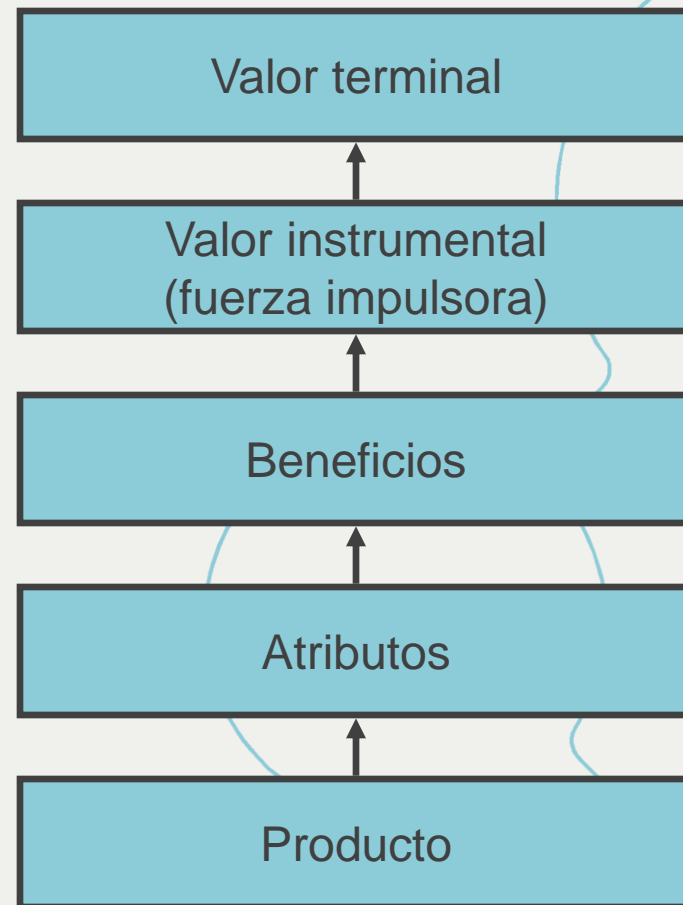 Valor terminal
Valor instrumental
(fuerza impulsora)
Beneficios
Atributos
Producto